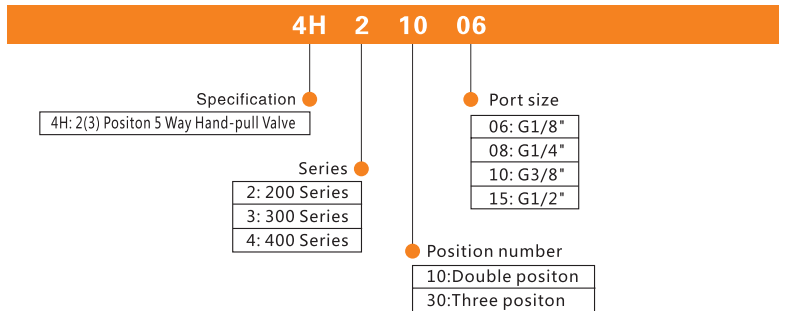 4H 2 10 06
Specification
4H: 2(3) Positon 5 Way Hand-pull Valve
Series
2: 200 Series
3: 300 Series
4: 400 Series
Position number
10:Double positon
30:Three positon
Port size
06: G1/8"
08: G1/4"
10: G3/8"
15: G1/2"